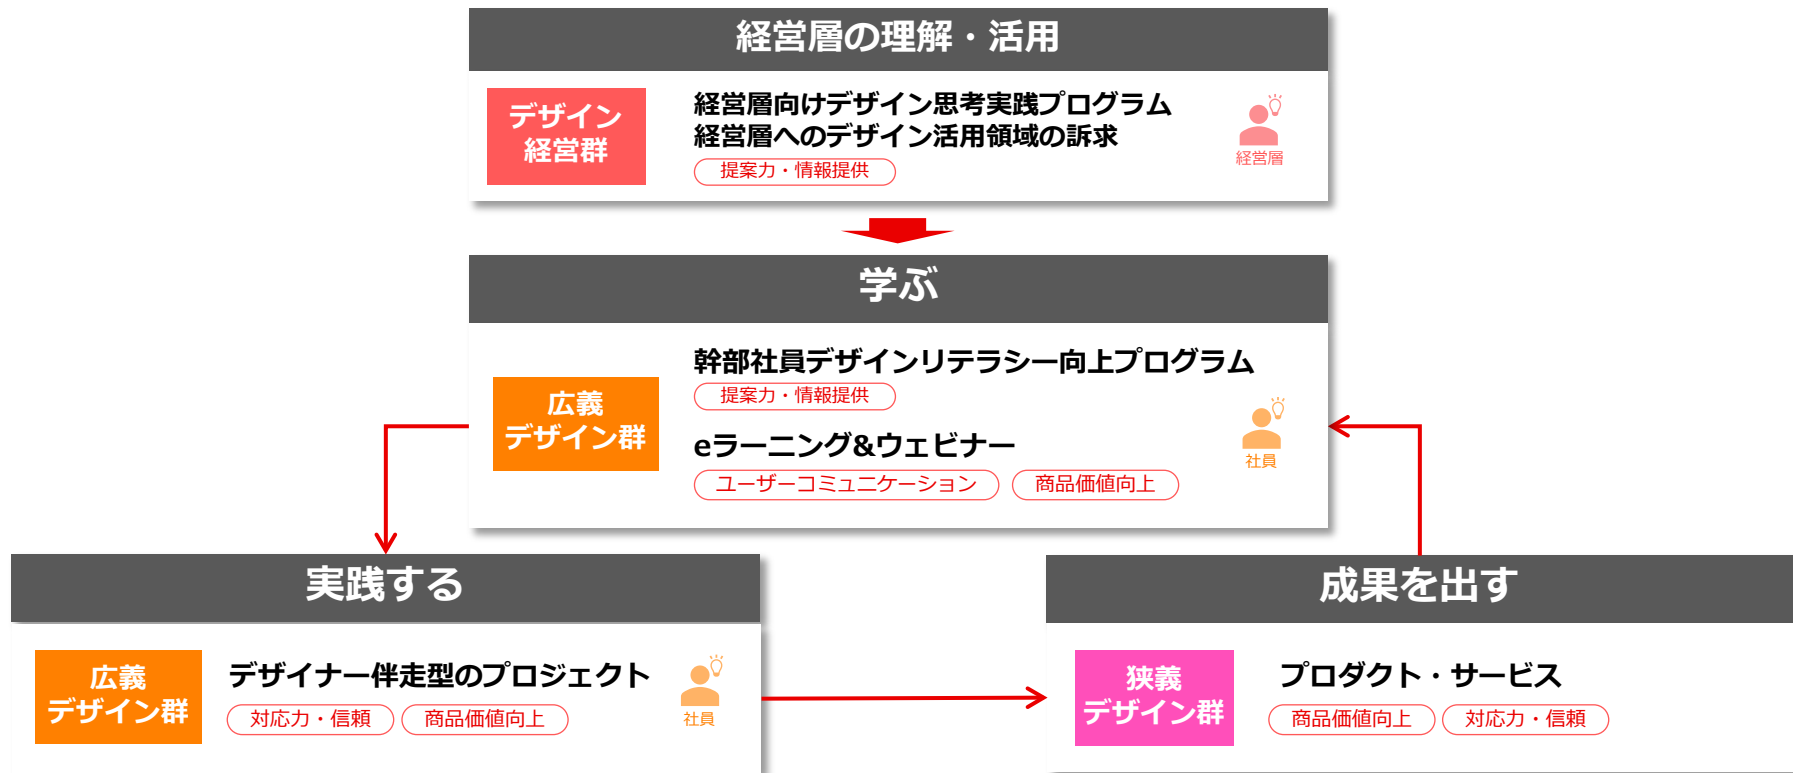 経営層の理解・活用
デザイン
経営群
経営層向けデザイン思考実践プログラム
経営層へのデザイン活用領域の訴求
提案力・情報提供
経営層
学ぶ
広義
デザイン群
幹部社員デザインリテラシー向上プログラム
提案力・情報提供
eラーニング&ウェビナー
ユーザーコミュニケーション 商品価値向上
社員
実践する
広義
デザイン群
デザイナー伴走型のプロジェクト
対応力・信頼 商品価値向上
社員
成果を出す
狭義
デザイン群
プロダクト・サービス
商品価値向上 対応力・信頼